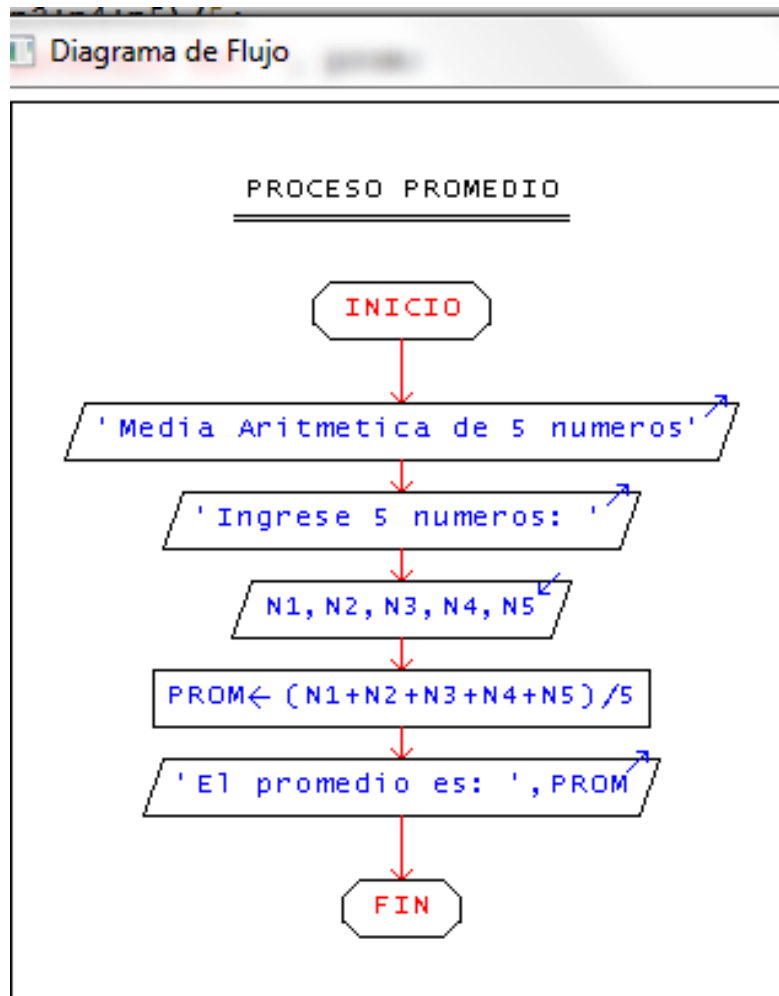 Diagrama de Flujo
PROCESO PROMEDIO
INICIO
'Media Aritmetica de 5 numeros'
'Ingrese 5 numeros: '
N1,N2,N3,N4,N5
PROM← (N1+N2+N3+N4+N5)/5
'El promedio es: ',PROM
FIN